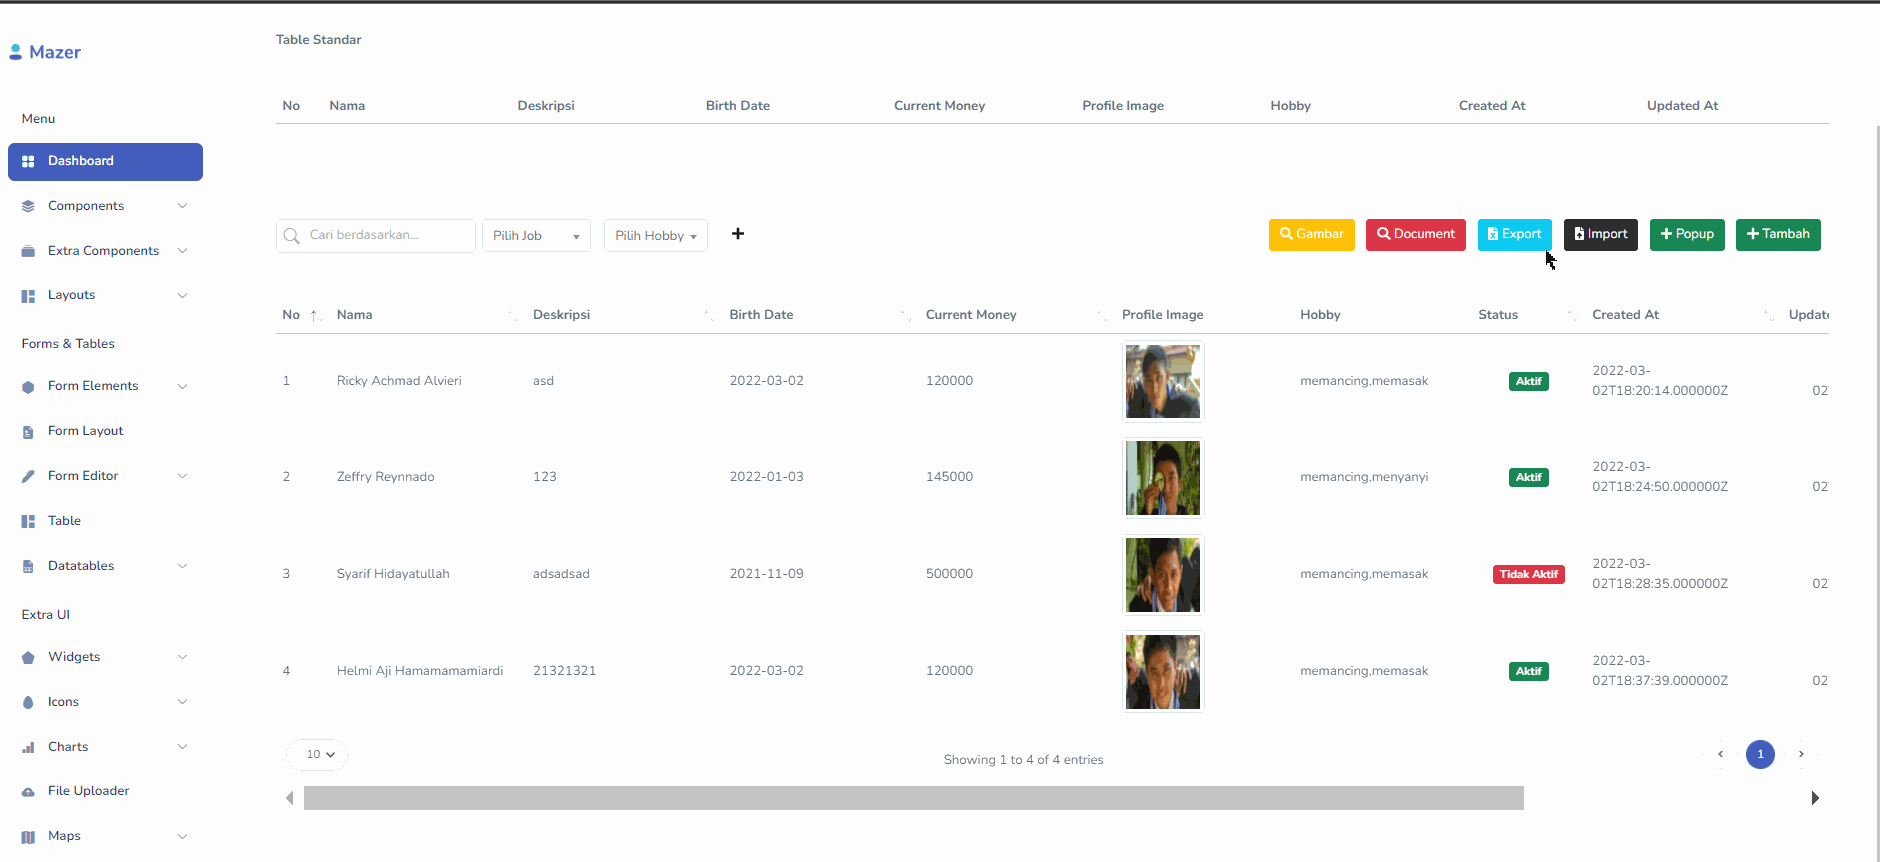 Mazer
Menu
Dashboard
Components
Extra Components
Layouts
Forms & Tables
Form Elements
Form Layout
Form Editor
Table
Datatables
Extra UI
Widgets
Icons
Charts
File Uploader
Maps
Table Standar
No Nama Deskripsi Birth Date Current Money Profile Image Hobby Created At Updated At
Cari berdasarkan... Pilih Job Pilih Hobby + Gambar Document Export Import + Popup + Tambah
No Nama Deskripsi Birth Date Current Money Profile Image Hobby Status Created At Update
1 Ricky Achmad Alvieri asd 2022-03-02 120000 memancing,memasak Aktif 2022-03-
02T18:20:14.000000Z 02
2 Zeffry Reynnado 123 2022-01-03 145000 memancing,menyanyi Aktif 2022-03-
02T18:24:50.000000Z 02
3 Syarif Hidayatullah adsadsad 2021-11-09 500000 memancing,memasak Tidak Aktif 2022-03-
02T18:28:35.000000Z 02
4 Helmi Aji Hamamamamiardi 21321321 2022-03-02 120000 memancing,memasak Aktif 2022-03-
02T18:37:39.000000Z 02
10 Showing 1 to 4 of 4 entries ‹ 1 ›